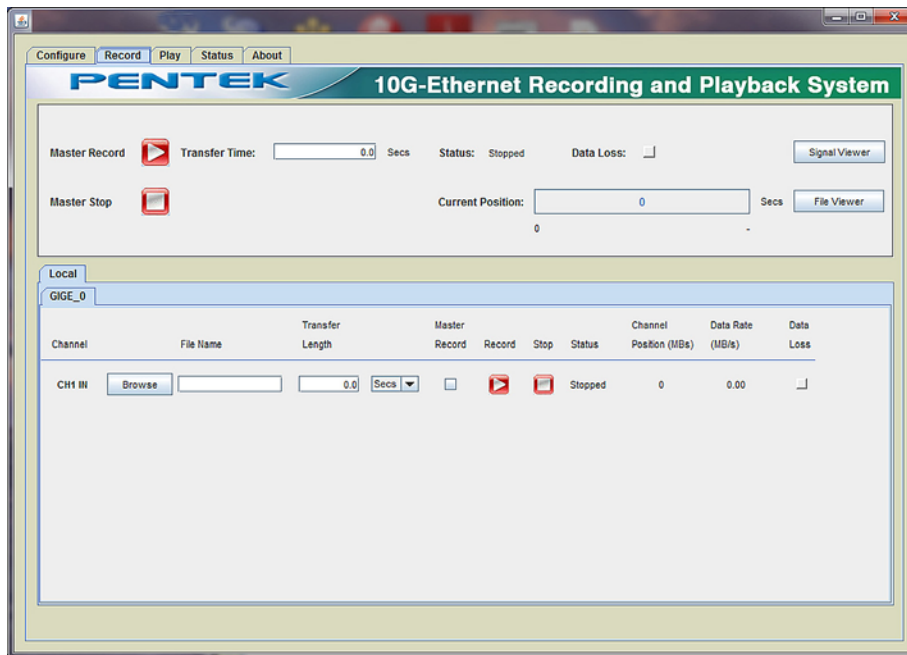 Configure Record Play Status About
PENTEK 10G-Ethernet Recording and Playback System
Master Record Transfer Time: 0.0 Secs Status: Stopped Data Loss: Signal Viewer
Master Stop Current Position: 0 Secs File Viewer
0 -
Local
GIGE_0
Transfer Master Channel Data Rate Data
Channel File Name Length Record Record Stop Status Position (MBs) (MB/s) Loss
CH1 IN Browse 0.0 Secs Stopped 0 0.00